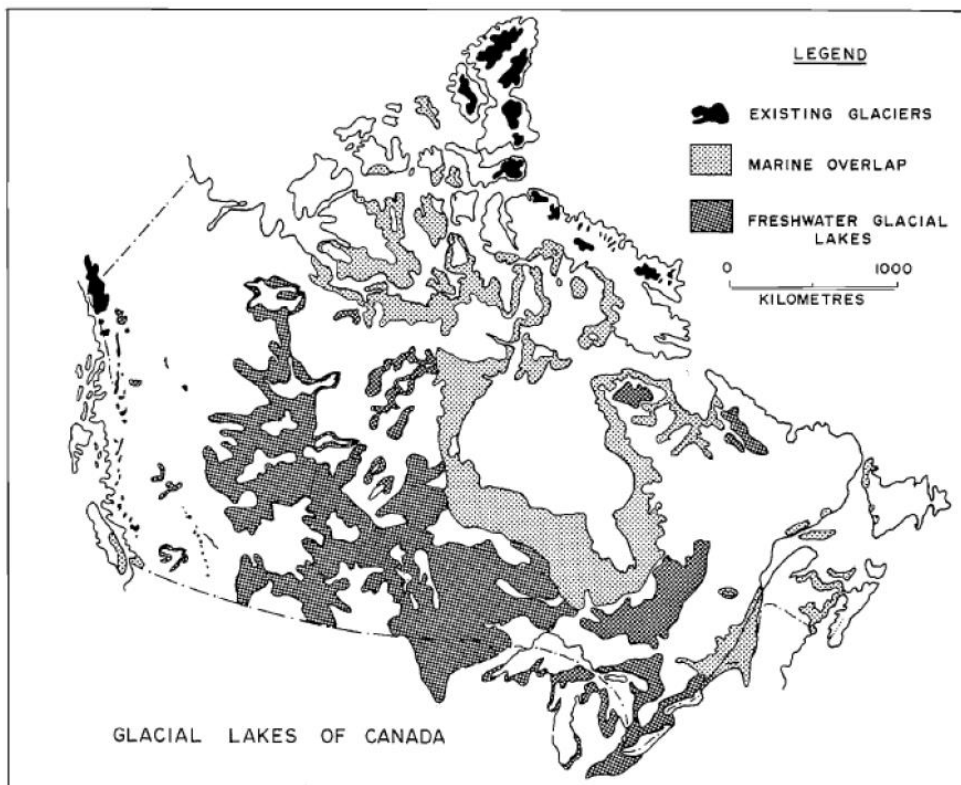 LEGEND
EXISTING GLACIERS
MARINE OVERLAP
FRESHWATER GLACIAL
LAKES
0 1000
KILOMETRES
GLACIAL LAKES OF CANADA